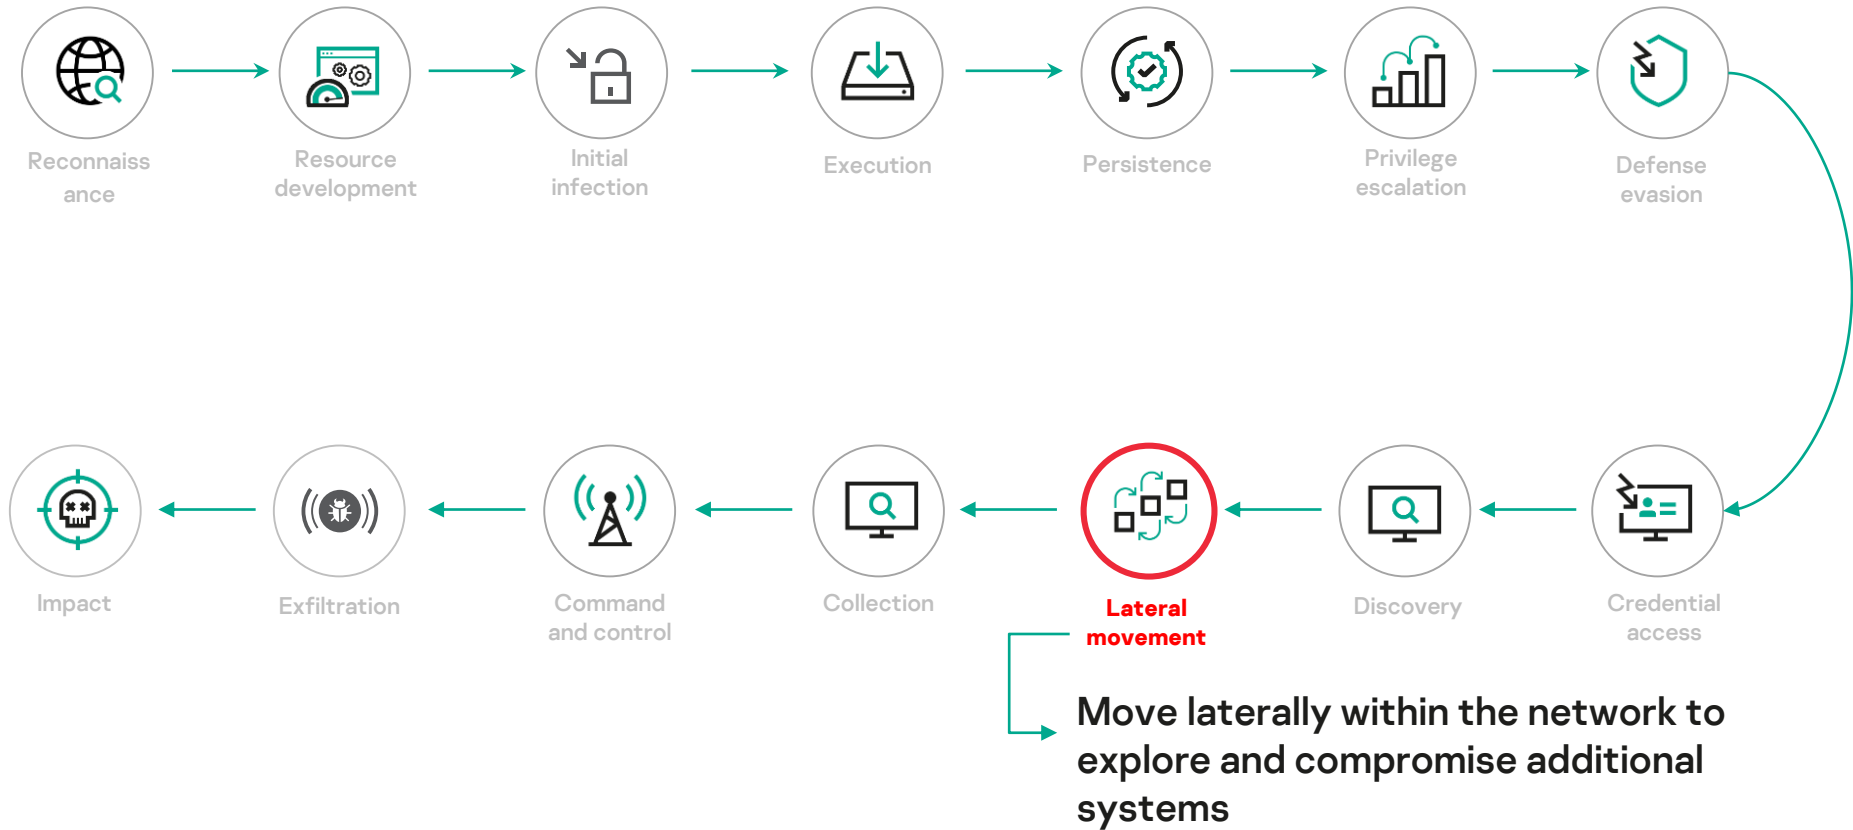 Reconnaiss
ance
Resource
development
Initial
infection
Execution
Persistence
Privilege
escalation
Defense
evasion
Impact
Exfiltration
Command
and control
Collection
Lateral
movement
Discovery
Credential
access
Move laterally within the network to
explore and compromise additional
systems